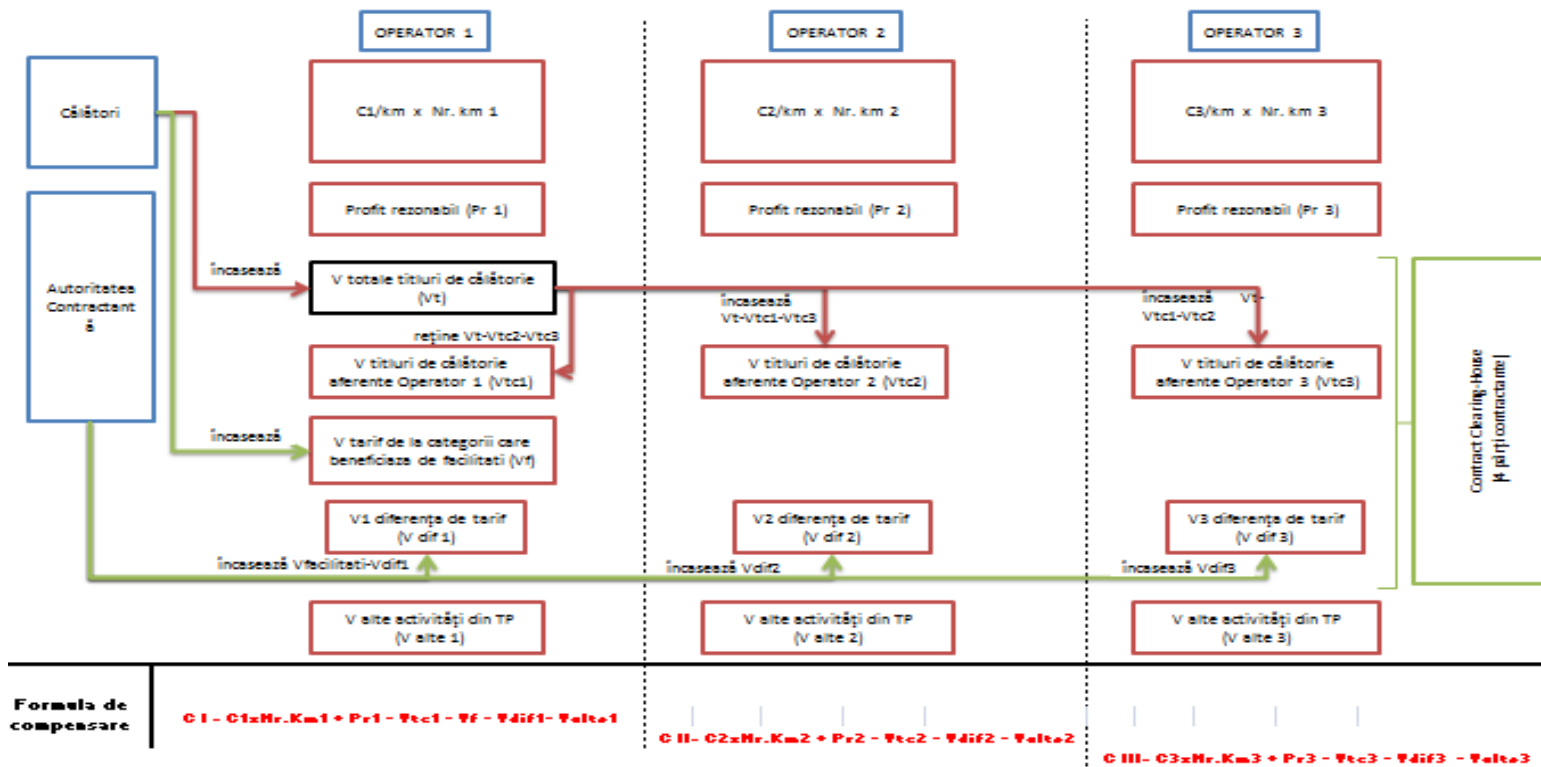 OPERATOR 1
OPERATOR 2
OPERATOR 3
Călători
C1/km x Nr. km 1
C2/km x Nr. km 2
C3/km x Nr. km 3
Profit rezonabil (Pr 1)
Profit rezonabil (Pr 2)
Profit rezonabil (Pr 3)
Autoritatea
Contractant
ă
încasează
V totale titluri de călătorie
(Vt)
încasează
Vt-Vtc1-Vtc3
încasează Vt-
Vtc1-Vtc2
reține Vt-Vtc2-Vtc3
V titluri de călătorie
aferente Operator 1 (Vtc1)
V titluri de călătorie
aferente Operator 2 (Vtc2)
V titluri de călătorie
aferente Operator 3 (Vtc3)
încasează
V tarif de la categorii care
beneficiaza de facilitati (Vf)
Contract Clearing-House
|4 părți contractante|
V1 diferența de tarif
(V dif 1)
V2 diferența de tarif
(V dif 2)
V3 diferența de tarif
(V dif 3)
încasează Vfacilitati-Vdif1
încasează Vdif2
încasează Vdif3
V alte activități din TP
(V alte 1)
V alte activități din TP
(V alte 2)
V alte activități din TP
(V alte 3)
Formula de
compensare
C I - C1xNr.Km1 + Pr1 - Vtc1 - Vf - Vdif1- Valte1
C II- C2xNr.Km2 + Pr2 - Vtc2 - Vdif2 - Valte2
C III- C3xNr.Km3 + Pr3 - Vtc3 - Vdif3 - Valte3